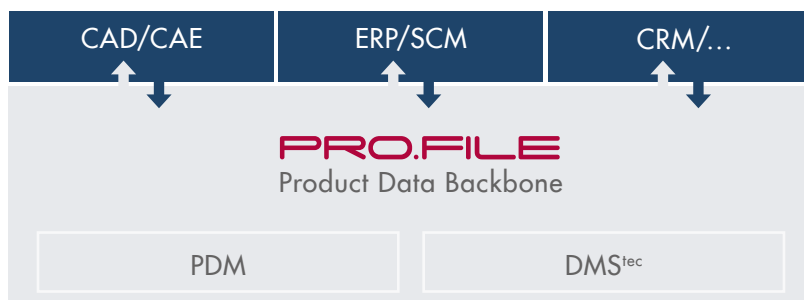 CAD/CAE ERP/SCM CRM/...
PRO.FILE
Product Data Backbone
PDM DMStec